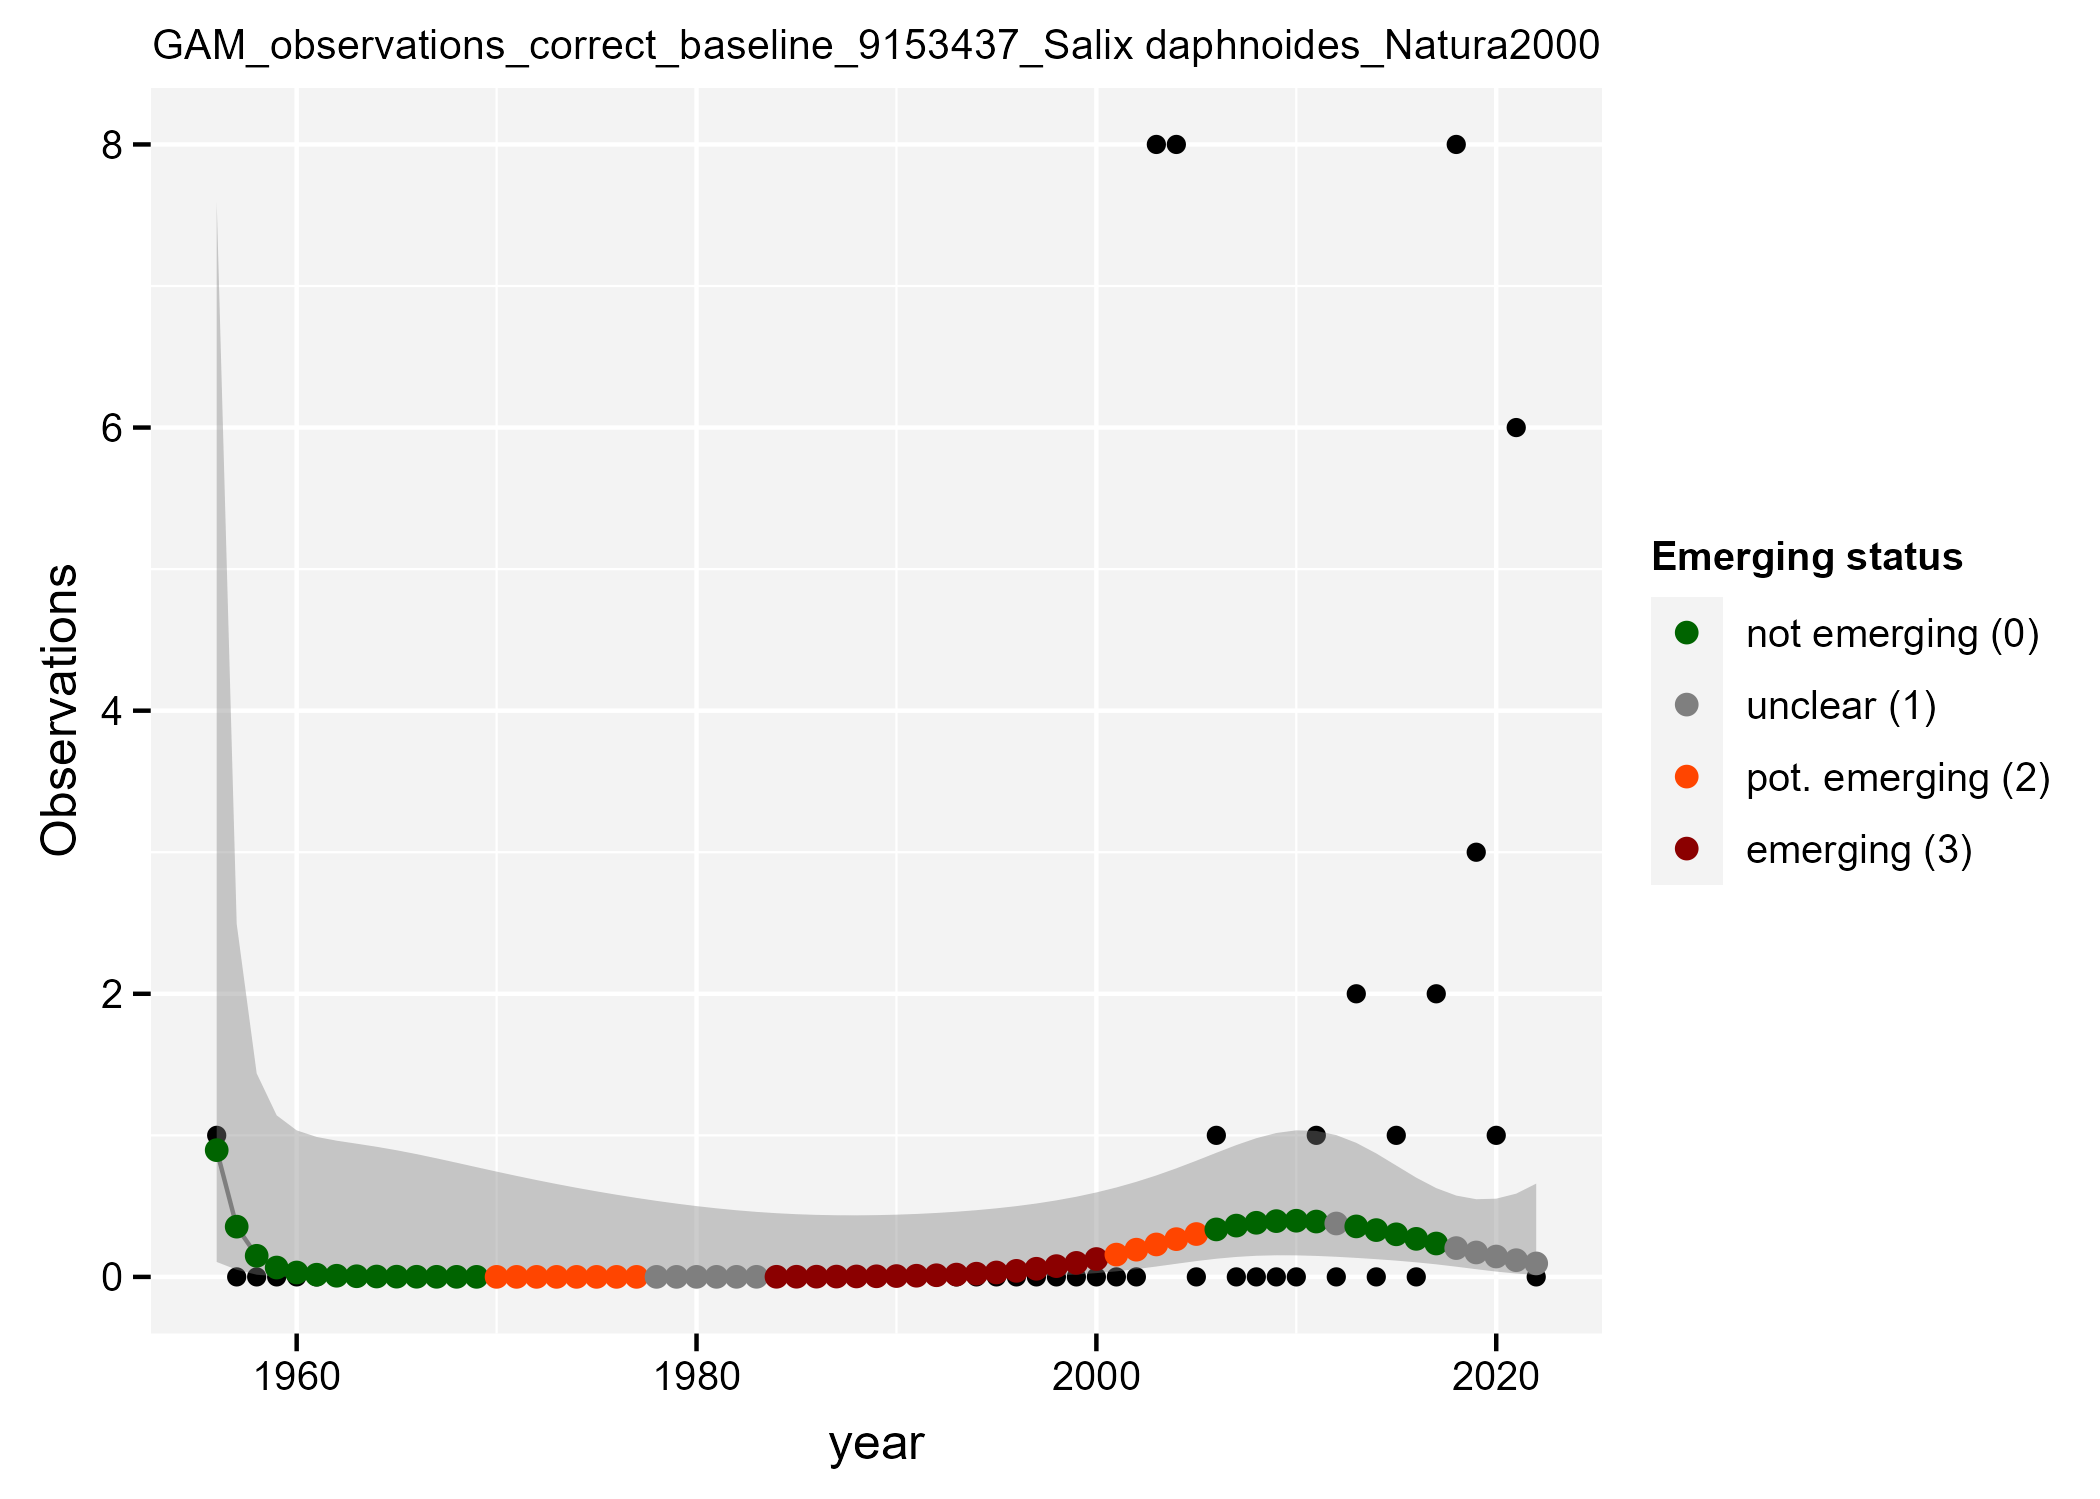 GAM_observations_correct_baseline_9153437_Salix daphnoides_Natura2000
Observations
8
6
4
2
0
1960
1980
2000
2020
year
Emerging status
not emerging (0)
unclear (1)
pot. emerging (2)
emerging (3)